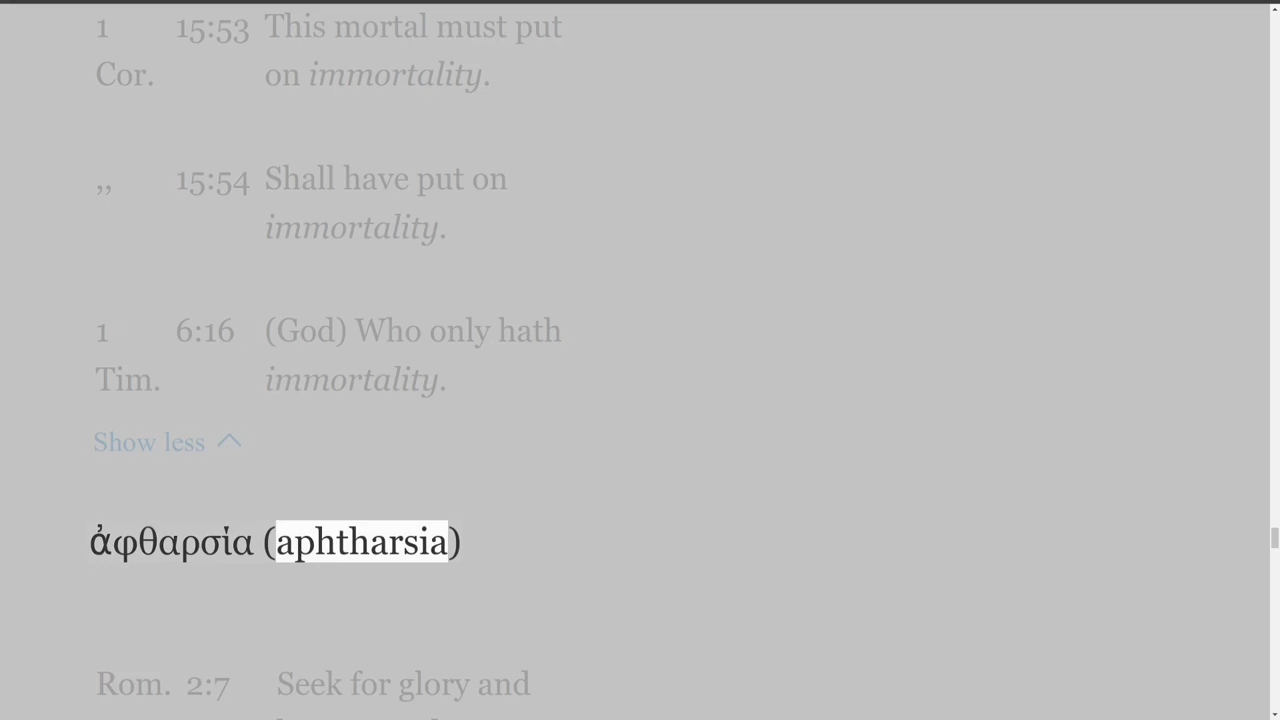 1 15:53 This mortal must put
Cor. on immortality.
,, 15:54 Shall have put on
immortality.
1 6:16 (God) Who only hath
Tim. immortality.
Show less
ἀφθαρσία (aphtharsia)
Rom. 2:7 Seek for glory and